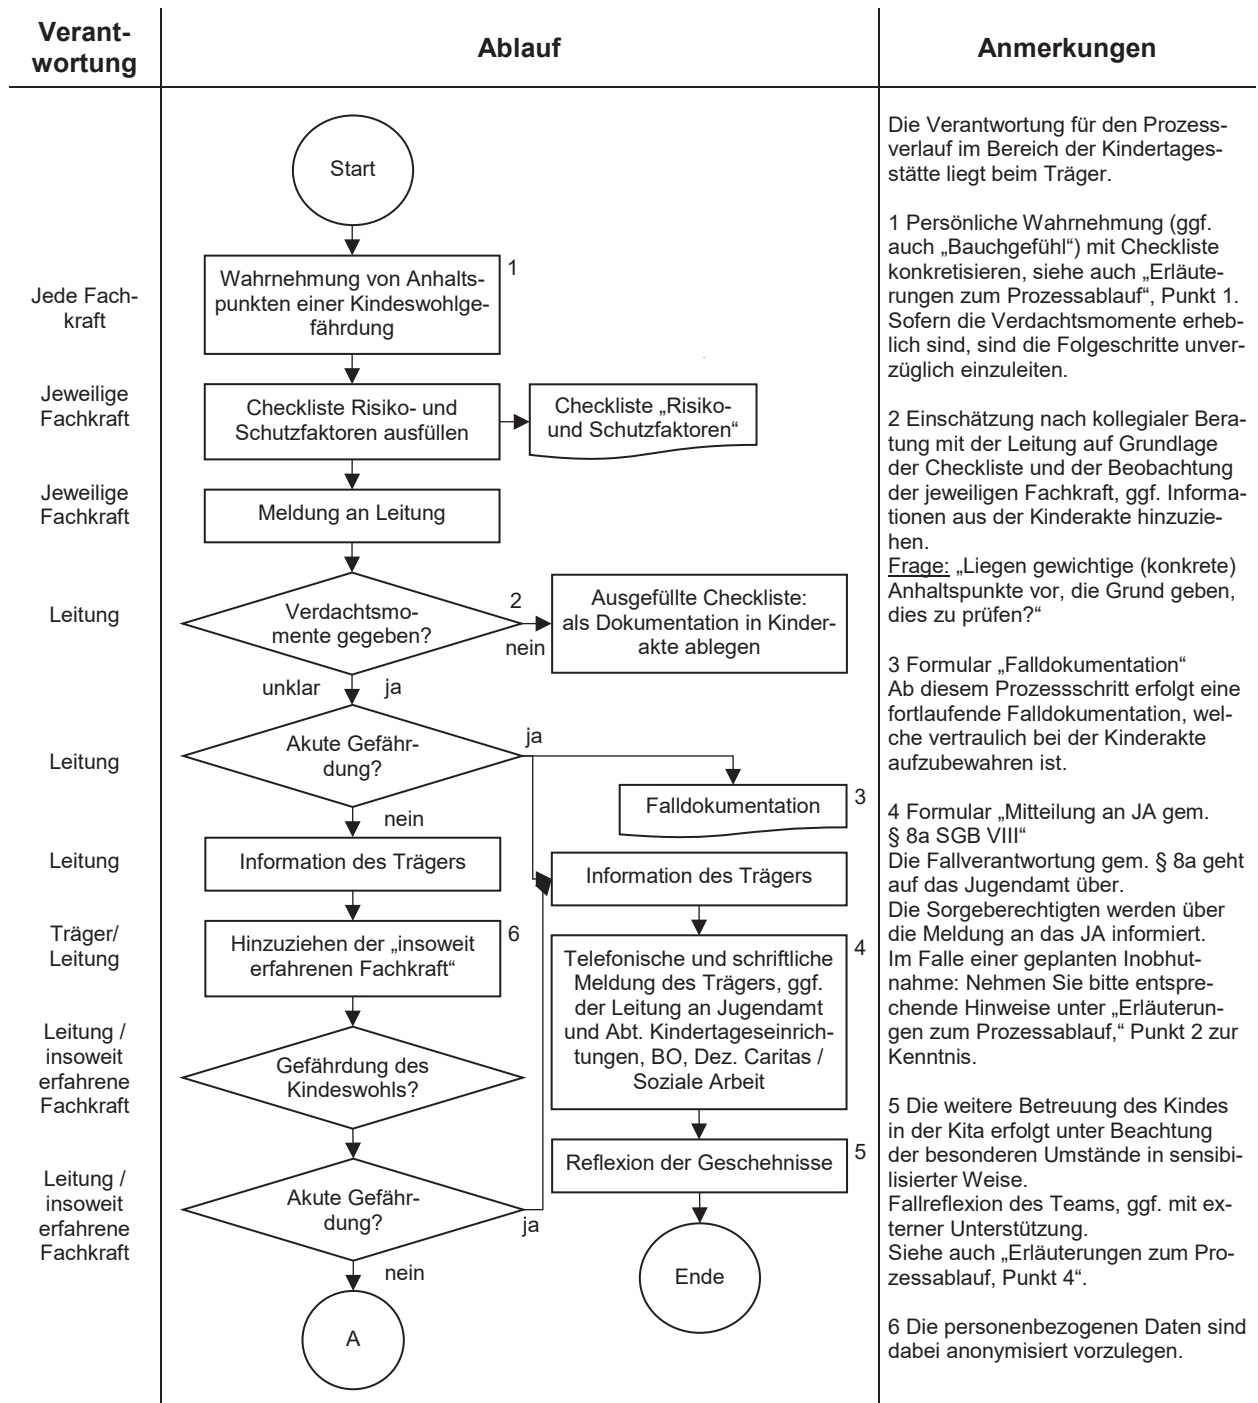 Verant-
wortung
Ablauf
Anmerkungen
Start
1
Wahrnehmung von Anhalts-
punkten einer Kindeswohlge-
fährdung
Jede Fach-
kraft
Jeweilige
Fachkraft
Checkliste Risiko- und
Schutzfaktoren ausfüllen
Checkliste „Risiko-
und Schutzfaktoren“
Jeweilige
Fachkraft
Meldung an Leitung
Leitung
Verdachtsmo-
mente gegeben?
2
nein
Ausgefüllte Checkliste:
als Dokumentation in Kinder-
akte ablegen
unklar
ja
Leitung
Akute Gefähr-
dung?
ja
nein
Falldokumentation
3
Leitung
Information des Trägers
Information des Trägers
Träger/
Leitung
Hinzuziehen der „insoweit
erfahrenen Fachkraft“
6
Telefonische und schriftliche
Meldung des Trägers, ggf.
der Leitung an Jugendamt
und Abt. Kindertageseinrich-
tungen, BO, Dez. Caritas /
Soziale Arbeit
4
Leitung /
insoweit
erfahrene
Fachkraft
Gefährdung des
Kindeswohls?
Reflexion der Geschehnisse
5
Leitung /
insoweit
erfahrene
Fachkraft
Akute Gefähr-
dung?
ja
nein
Ende
A
Die Verantwortung für den Prozess-
verlauf im Bereich der Kindertages-
stätte liegt beim Träger.
1 Persönliche Wahrnehmung (ggf.
auch „Bauchgefühl“) mit Checkliste
konkretisieren, siehe auch „Erläute-
rungen zum Prozessablauf“, Punkt 1.
Sofern die Verdachtsmomente erheb-
lich sind, sind die Folgeschritte unver-
züglich einzuleiten.
2 Einschätzung nach kollegialer Bera-
tung mit der Leitung auf Grundlage
der Checkliste und der Beobachtung
der jeweiligen Fachkraft, ggf. Informa-
tionen aus der Kinderakte hinzuzie-
hen.
Frage: „Liegen gewichtige (konkrete)
Anhaltspunkte vor, die Grund geben,
dies zu prüfen?“
3 Formular „Falldokumentation“
Ab diesem Prozessschritt erfolgt eine
fortlaufende Falldokumentation, wel-
che vertraulich bei der Kinderakte
aufzubewahren ist.
4 Formular „Mitteilung an JA gem.
§ 8a SGB VIII“
Die Fallverantwortung gem. § 8a geht
auf das Jugendamt über.
Die Sorgeberechtigten werden über
die Meldung an das JA informiert.
Im Falle einer geplanten Inobhut-
nahme: Nehmen Sie bitte entspre-
chende Hinweise unter „Erläuterun-
gen zum Prozessablauf,“ Punkt 2 zur
Kenntnis.
5 Die weitere Betreuung des Kindes
in der Kita erfolgt unter Beachtung
der besonderen Umstände in sensibi-
lisierter Weise.
Fallreflexion des Teams, ggf. mit ex-
terner Unterstützung.
Siehe auch „Erläuterungen zum Pro-
zessablauf, Punkt 4“.
6 Die personenbezogenen Daten sind
dabei anonymisiert vorzulegen.